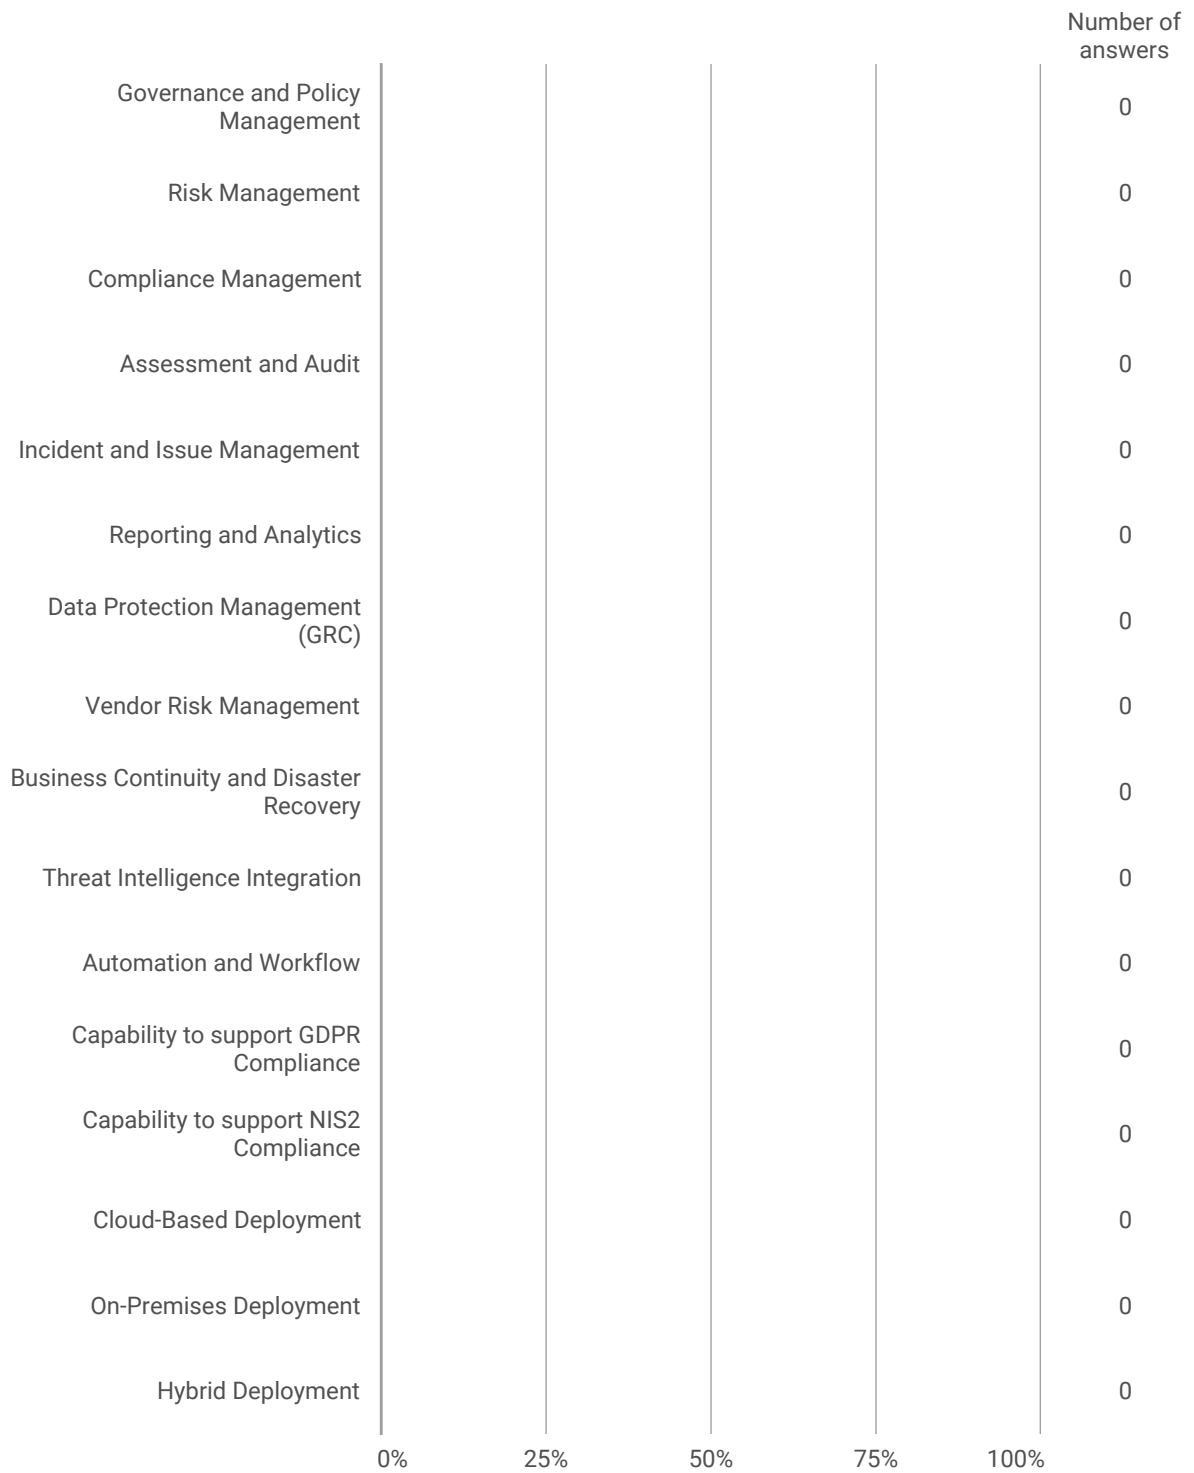 Number of
answers
Governance and Policy
Management
0
Risk Management
0
Compliance Management
0
Assessment and Audit
0
Incident and Issue Management
0
Reporting and Analytics
0
Data Protection Management
(GRC)
0
Vendor Risk Management
0
Business Continuity and Disaster
Recovery
0
Threat Intelligence Integration
0
Automation and Workflow
0
Capability to support GDPR
Compliance
0
Capability to support NIS2
Compliance
0
Cloud-Based Deployment
0
On-Premises Deployment
0
Hybrid Deployment
0
0%
25%
50%
75%
100%